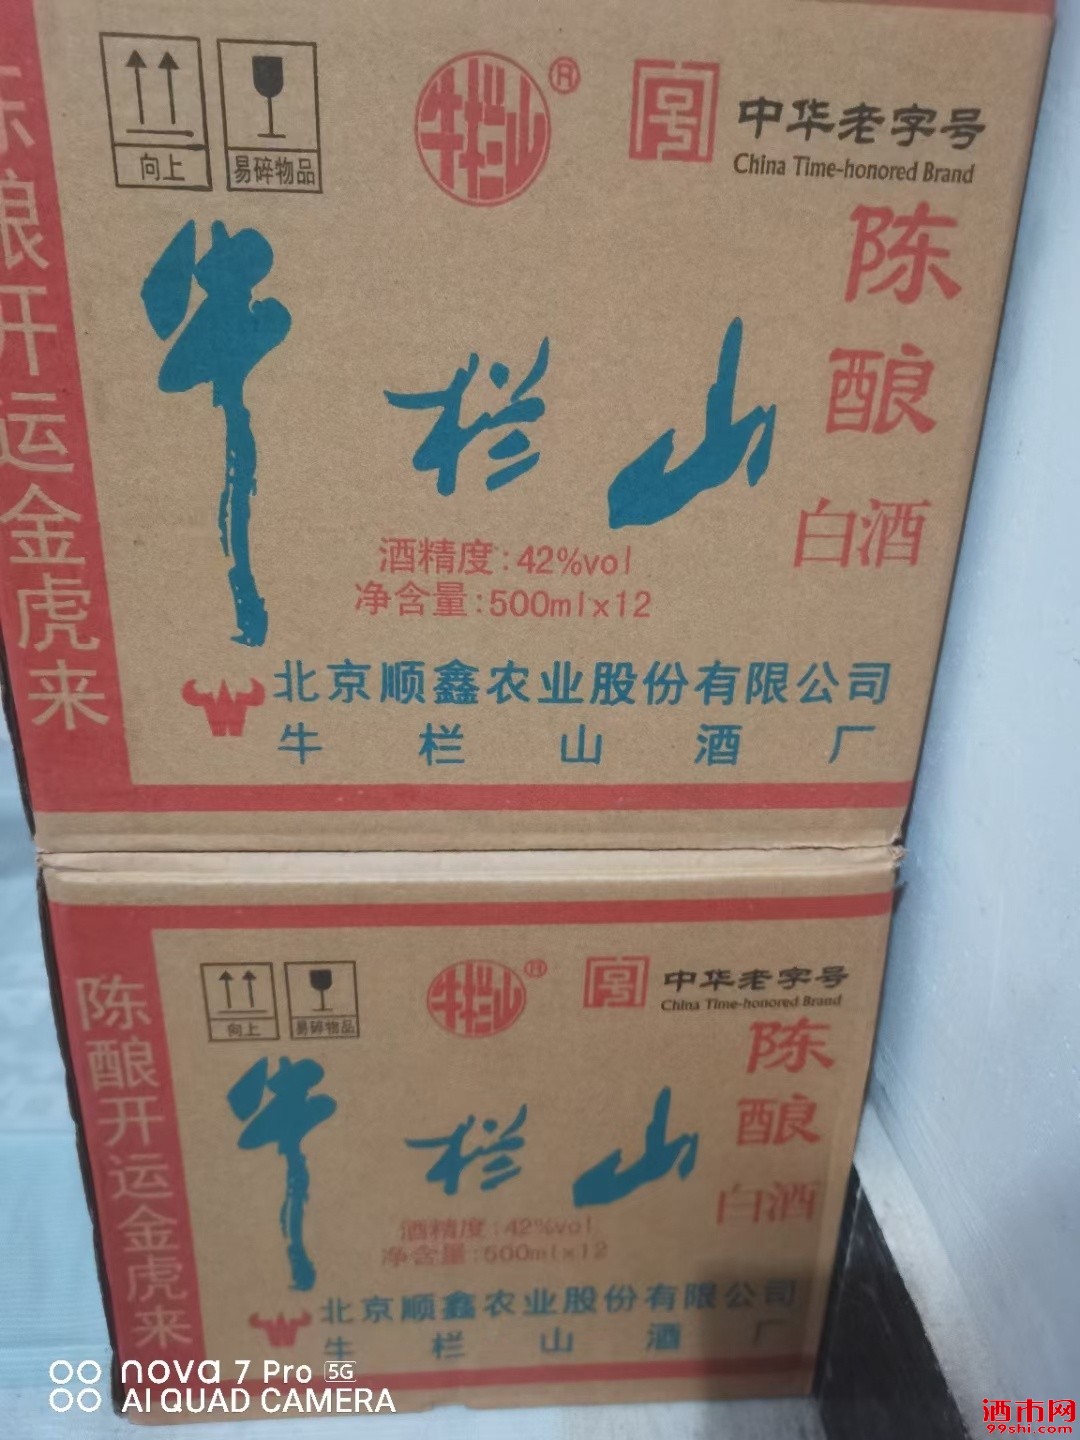 向上
易碎物品
牛栏山®
中华老字号
China Time-honored Brand
陈酿
白酒
牛栏山
酒精度:42%vol
净含量:500ml×12
北京顺鑫农业股份有限公司
牛栏山酒厂
陈酿开运金虎来
向上
易碎物品
牛栏山®
中华老字号
China Time-honored Brand
陈酿
白酒
牛栏山
酒精度:42%vol
净含量:500ml×12
北京顺鑫农业股份有限公司
牛栏山酒厂
陈酿开运金虎来
nova 7 Pro 5G
AI QUAD CAMERA
酒市网
99shi.com